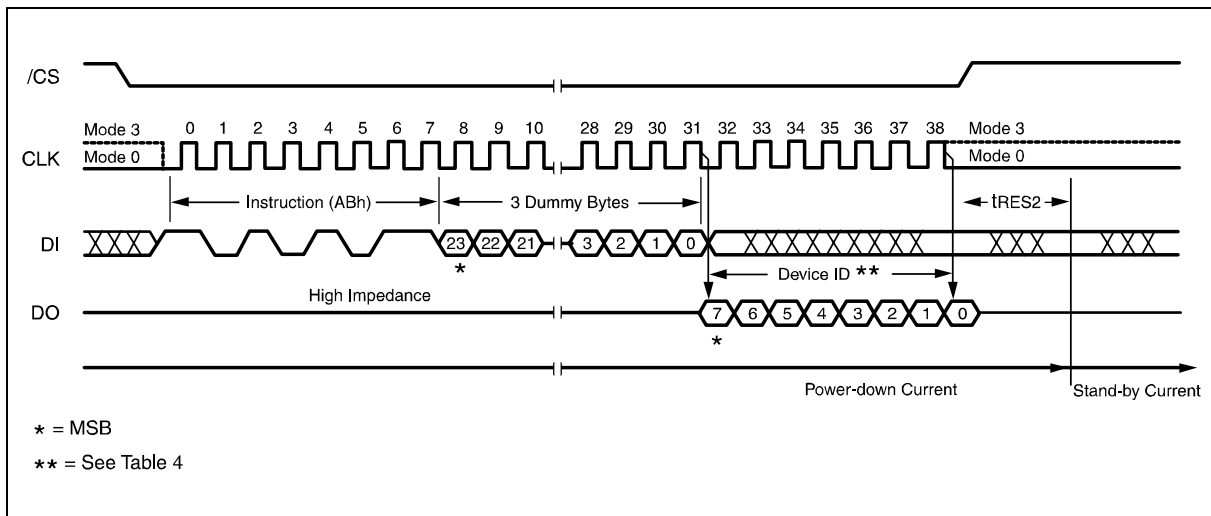 /CS
Mode 3 0 1 2 3 4 5 6 7 8 9 10 28 29 30 31 32 33 34 35 36 37 38 Mode 3
CLK
Mode 0 Mode 0
Instruction (ABh) 3 Dummy Bytes tRES2
DI 23 22 21 3 2 1 0
*
Device ID **
High Impedance
DO 7 6 5 4 3 2 1 0
*
Power-down Current Stand-by Current
* = MSB
** = See Table 4